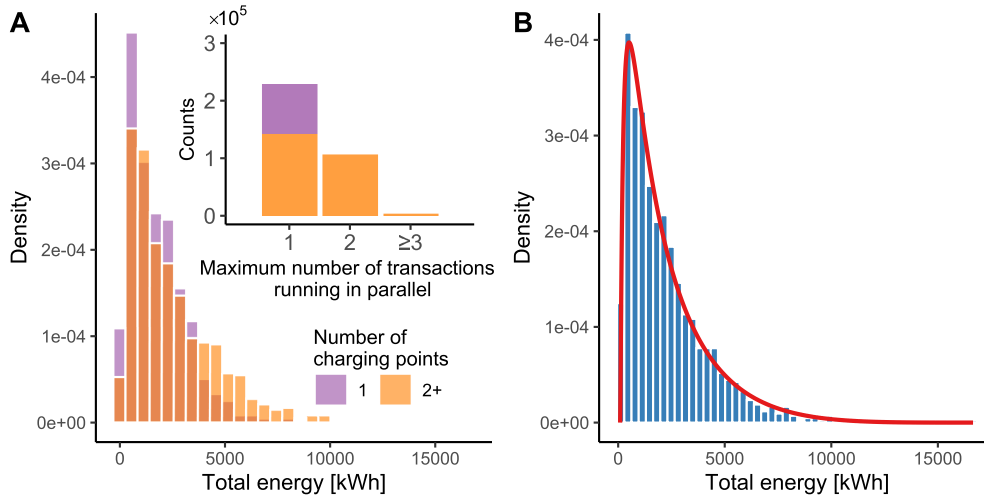 A
Density
4e-04
3e-04
2e-04
1e-04
0e+00
0
5000
10000
15000
Total energy [kWh]
×10⁵
Counts
3
2
1
0
1
2
≥3
Maximum number of transactions
running in parallel
Number of
charging points
1
2+
B
Density
4e-04
3e-04
2e-04
1e-04
0e+00
0
5000
10000
15000
Total energy [kWh]